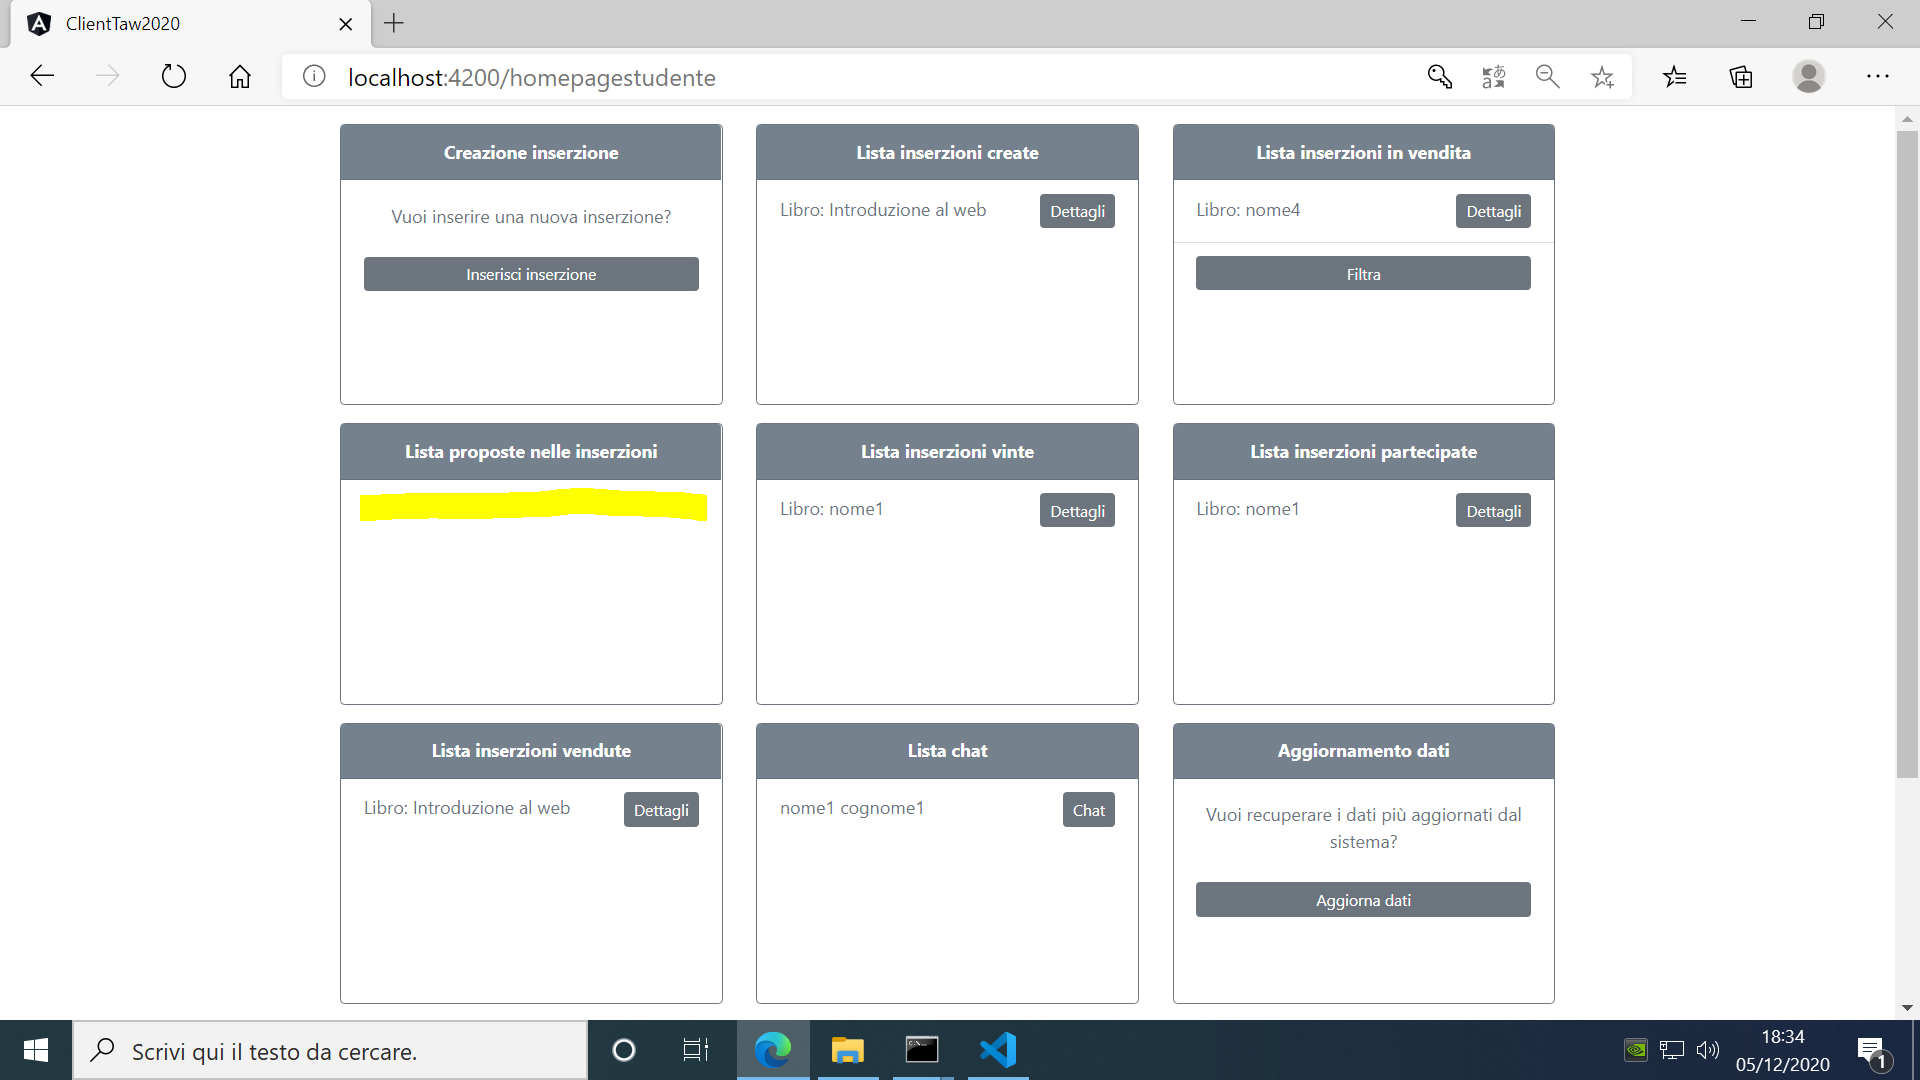 ClientTaw2020
localhost:4200/homepagestudente
Creazione inserzione
Vuoi inserire una nuova inserzione?
Inserisci inserzione
Lista inserzioni create
Libro: Introduzione al web
Dettagli
Lista inserzioni in vendita
Libro: nome4
Dettagli
Filtra
Lista proposte nelle inserzioni
Lista inserzioni vinte
Libro: nome1
Dettagli
Lista inserzioni partecipate
Libro: nome1
Dettagli
Lista inserzioni vendute
Libro: Introduzione al web
Dettagli
Lista chat
nome1 cognome1
Chat
Aggiornamento dati
Vuoi recuperare i dati più aggiornati dal
sistema?
Aggiorna dati
Scrivi qui il testo da cercare.
18:34
05/12/2020
1